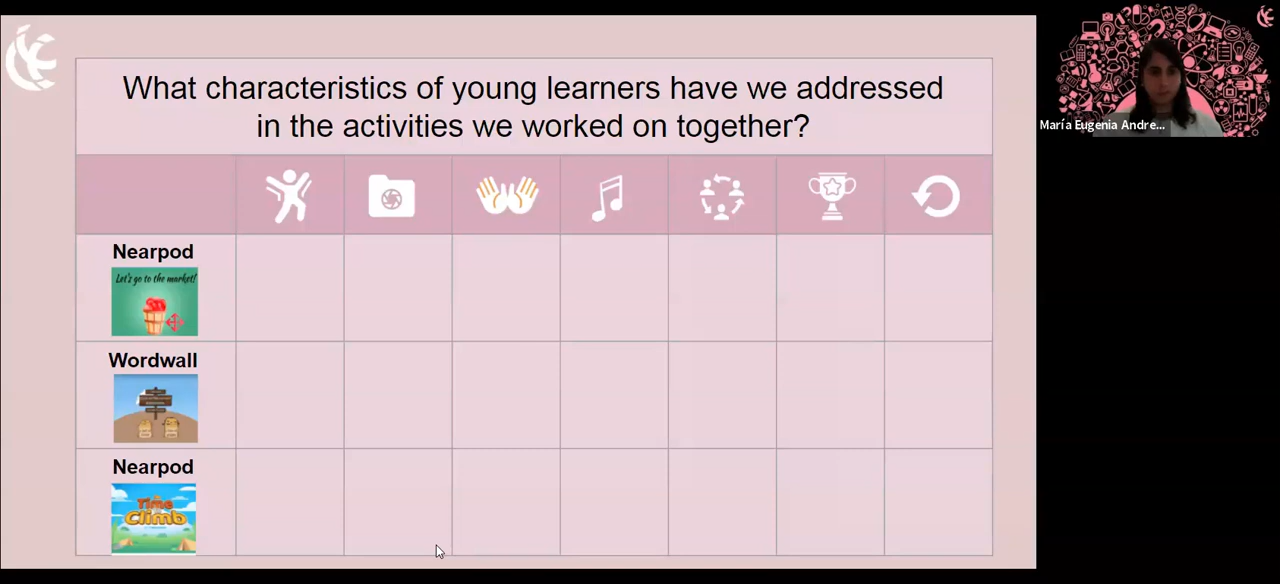 What characteristics of young learners have we addressed
in the activities we worked on together?
María Eugenia Andre...
Nearpod
Let's go to the market!
Wordwall
Nearpod
Time
Climb